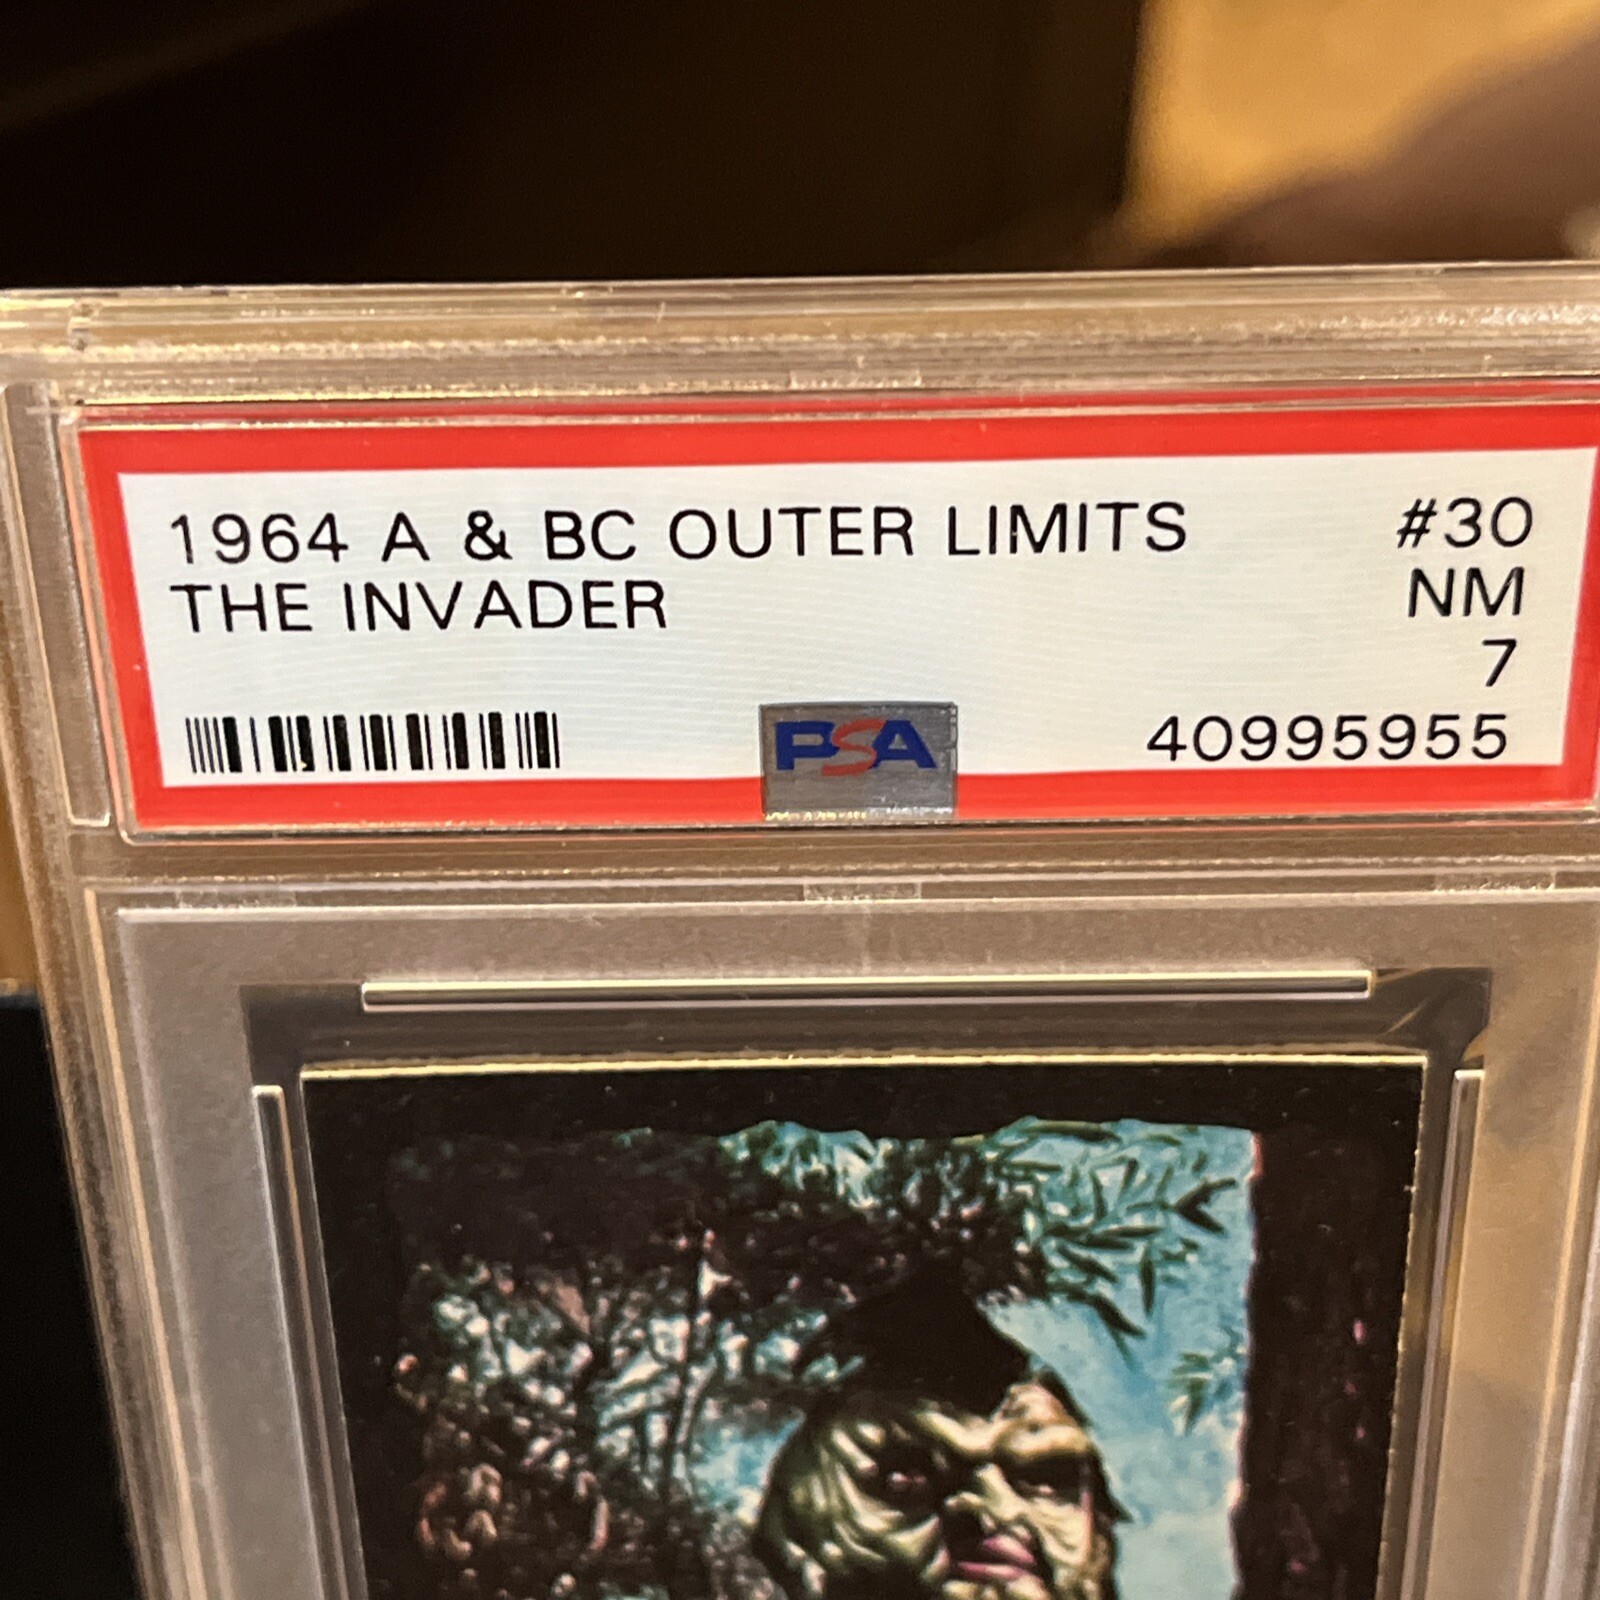 1964 A & BC OUTER LIMITS #30
THE INVADER NM
7
PSA 40995955